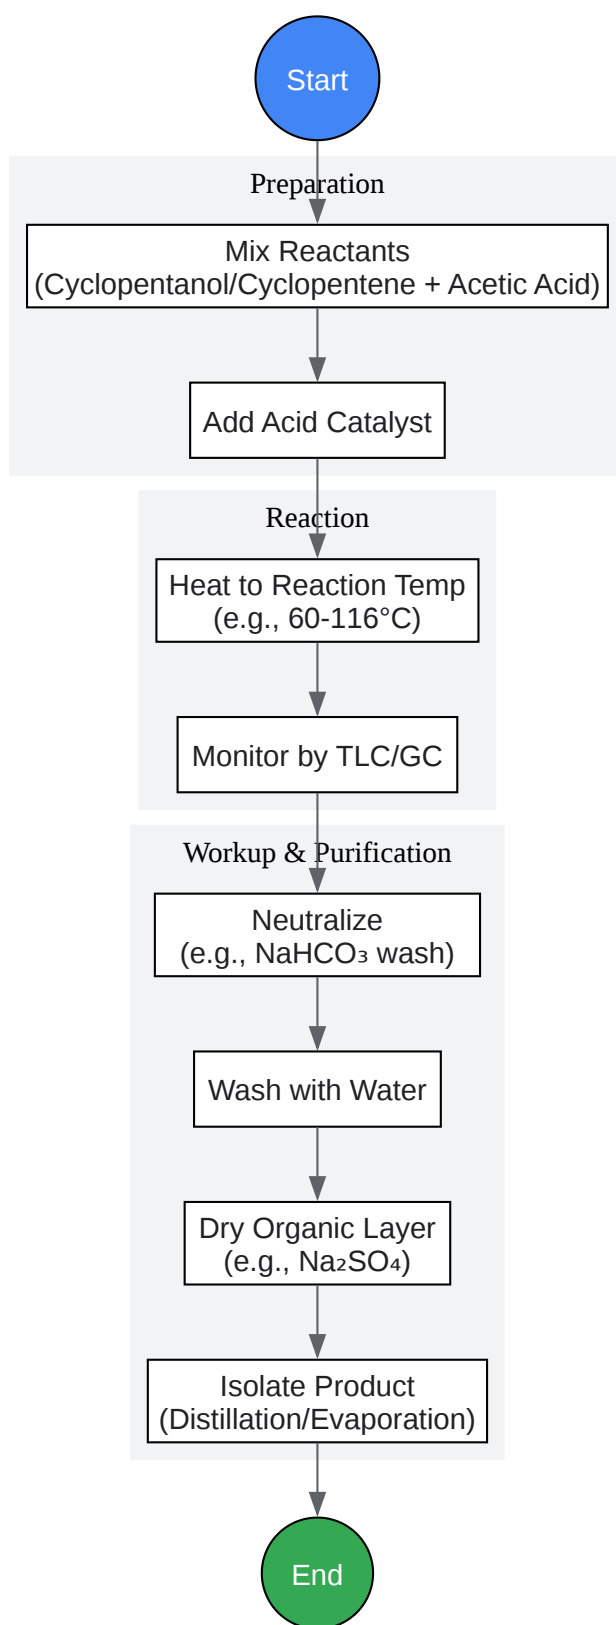 Start
Preparation
Mix Reactants
(Cyclopentanol/Cyclopentene + Acetic Acid)
Add Acid Catalyst
Reaction
Heat to Reaction Temp
(e.g., 60-116°C)
Monitor by TLC/GC
Workup & Purification
Neutralize
(e.g., NaHCO₃ wash)
Wash with Water
Dry Organic Layer
(e.g., Na₂SO₄)
Isolate Product
(Distillation/Evaporation)
End